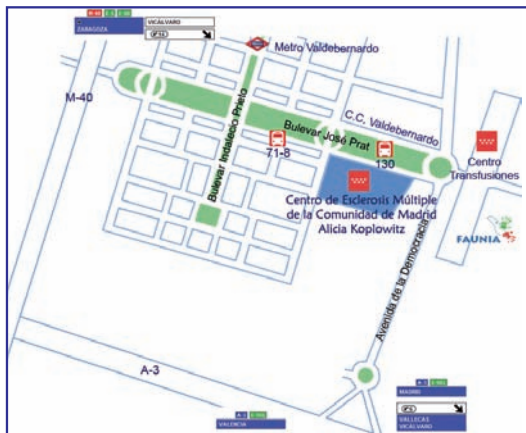 M-40
ZARAGOZA
VICÁLVARO
Metro Valdebernardo
M-40
C.C. Valdebernardo
Bulevar José Prat
Bulevar Indalecio Prieto
71-8
130
Centro
Transfusiones
Centro de Esclerosis Múltiple
de la Comunidad de Madrid
Alicia Koplowitz
FAUNIA
Avenida de la Democracia
A-3
MADRID
VALLECAS
VICÁLVARO
VALENCIA